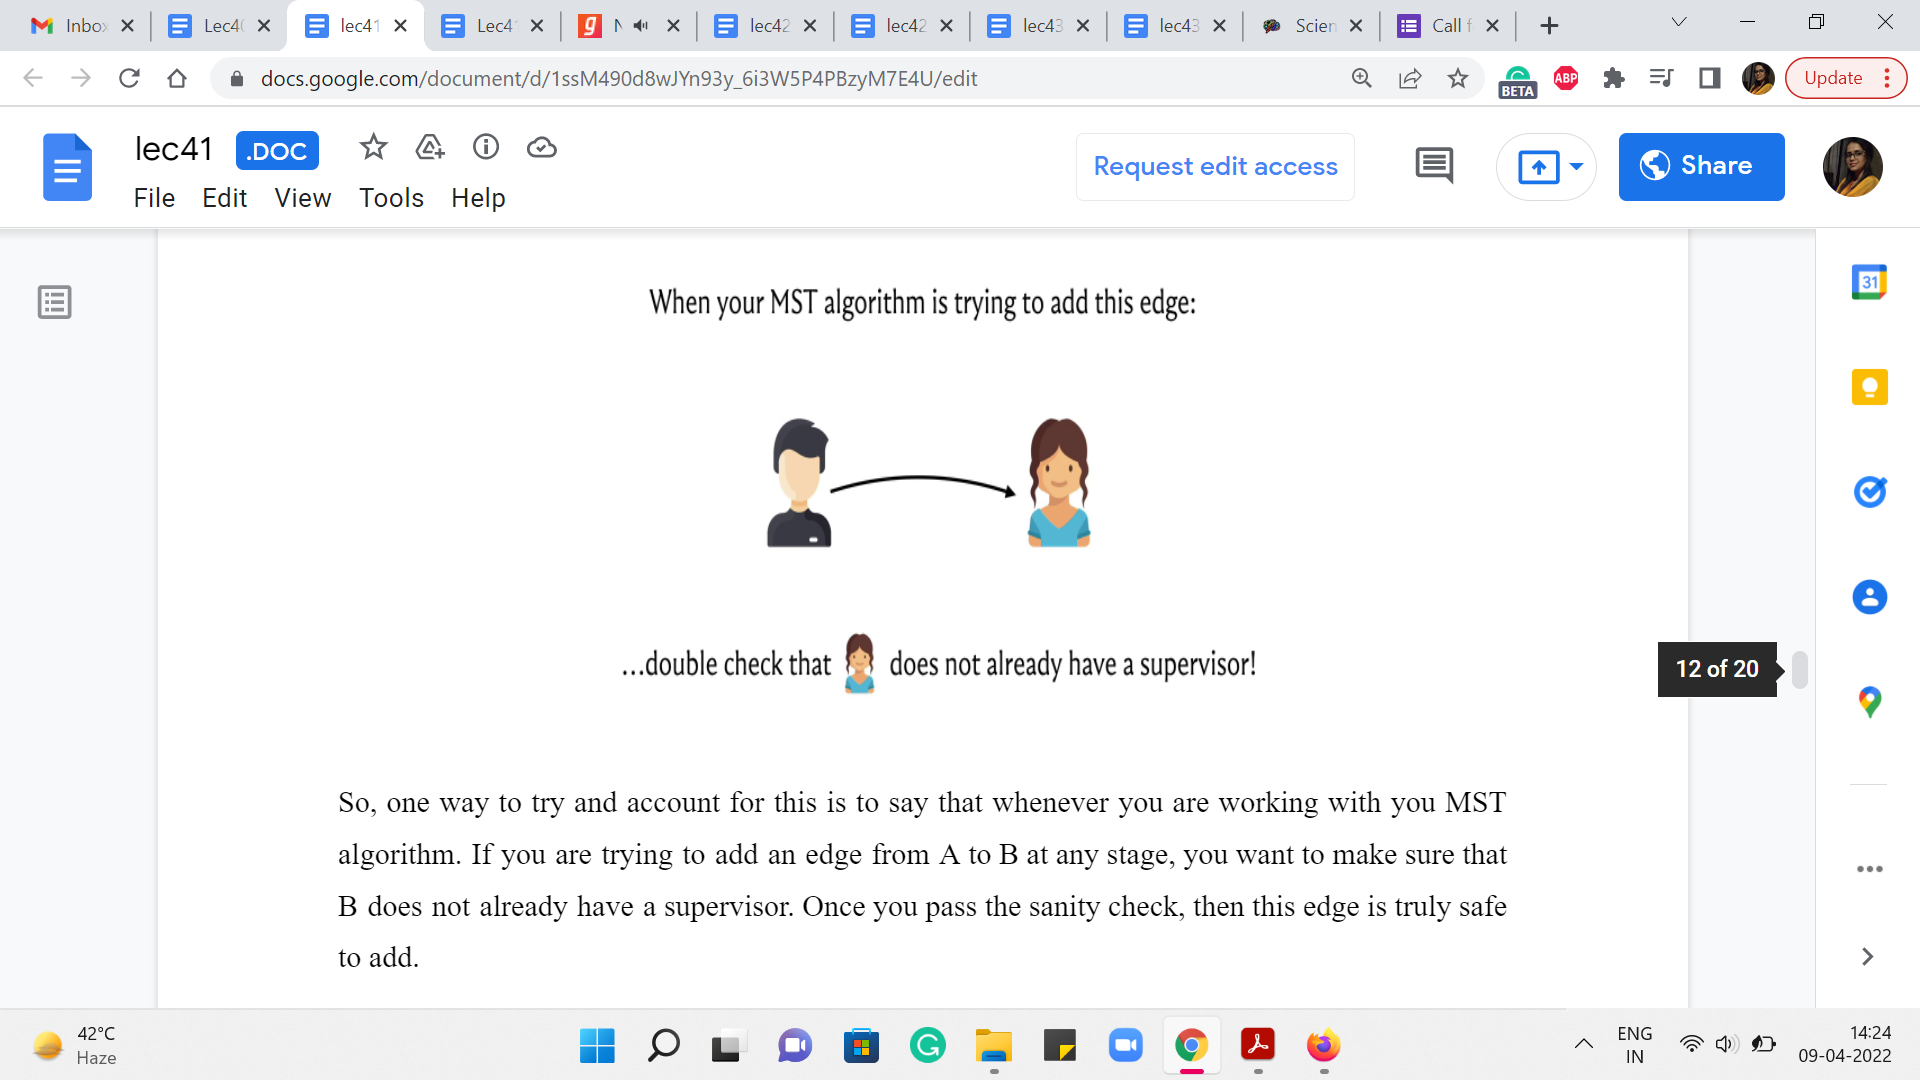 Inbox Lec40 lec41 Lec41 N lec42 lec42 lec43 lec43 Scien Call f
docs.google.com/document/d/1ssM490d8wJYn93y_6i3W5P4PBzyM7E4U/edit
BETA ABP Update
lec41 .DOC
Request edit access Share
File Edit View Tools Help
31
When your MST algorithm is trying to add this edge:
...double check that does not already have a supervisor!
12 of 20
So, one way to try and account for this is to say that whenever you are working with you MST
algorithm. If you are trying to add an edge from A to B at any stage, you want to make sure that
B does not already have a supervisor. Once you pass the sanity check, then this edge is truly safe
to add.
42°C
Haze
ENG
IN
14:24
09-04-2022